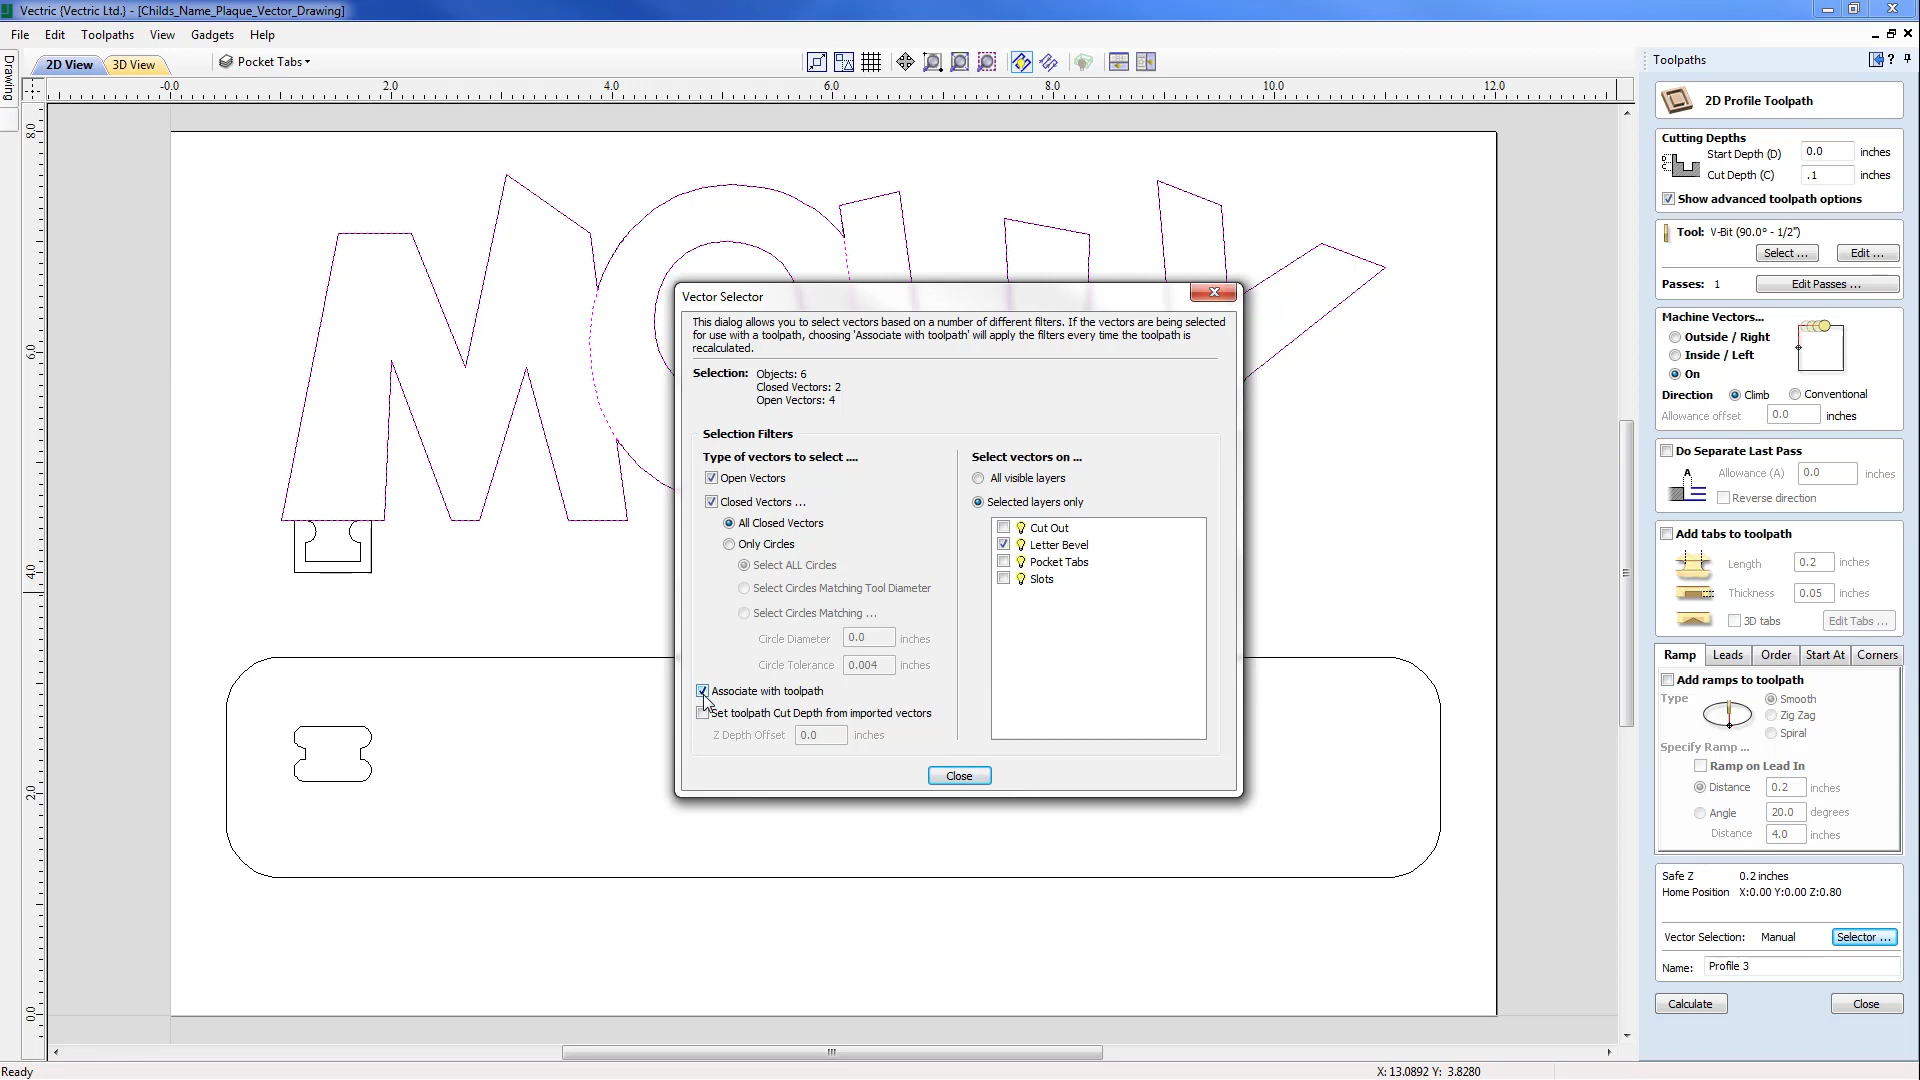 Vectric {Vectric Ltd.} - [Childs_Name_Plaque_Vector_Drawing]
File Edit Toolpaths View Gadgets Help
Drawing
2D View 3D View Pocket Tabs
-0.0 2.0 4.0 6.0 8.0 10.0 12.0
8.0
6.0
4.0
2.0
0.0
Vector Selector
This dialog allows you to select vectors based on a number of different filters. If the vectors are being selected
for use with a toolpath, choosing 'Associate with toolpath' will apply the filters every time the toolpath is
recalculated.
Selection: Objects: 6
Closed Vectors: 2
Open Vectors: 4
Selection Filters
Type of vectors to select ....
Open Vectors
Closed Vectors ...
All Closed Vectors
Only Circles
Select ALL Circles
Select Circles Matching Tool Diameter
Select Circles Matching ...
Circle Diameter 0.0 inches
Circle Tolerance 0.004 inches
Associate with toolpath
Set toolpath Cut Depth from imported vectors
Z Depth Offset 0.0 inches
Select vectors on ...
All visible layers
Selected layers only
Cut Out
Letter Bevel
Pocket Tabs
Slots
Close
Toolpaths
2D Profile Toolpath
Cutting Depths
Start Depth (D) 0.0 inches
Cut Depth (C) .1 inches
Show advanced toolpath options
Tool: V-Bit (90.0° - 1/2")
Select ... Edit ...
Passes: 1 Edit Passes ...
Machine Vectors...
Outside / Right
Inside / Left
On
Direction Climb Conventional
Allowance offset 0.0 inches
Do Separate Last Pass
A Allowance (A) 0.0 inches
Reverse direction
Add tabs to toolpath
Length 0.2 inches
Thickness 0.05 inches
3D tabs Edit Tabs ...
Ramp Leads Order Start At Corners
Add ramps to toolpath
Type Smooth
Zig Zag
Spiral
Specify Ramp ...
Ramp on Lead In
Distance 0.2 inches
Angle 20.0 degrees
Distance 4.0 inches
Safe Z 0.2 inches
Home Position X:0.00 Y:0.00 Z:0.80
Vector Selection: Manual Selector ...
Name: Profile 3
Calculate Close
Ready X: 13.0892 Y: 3.8280